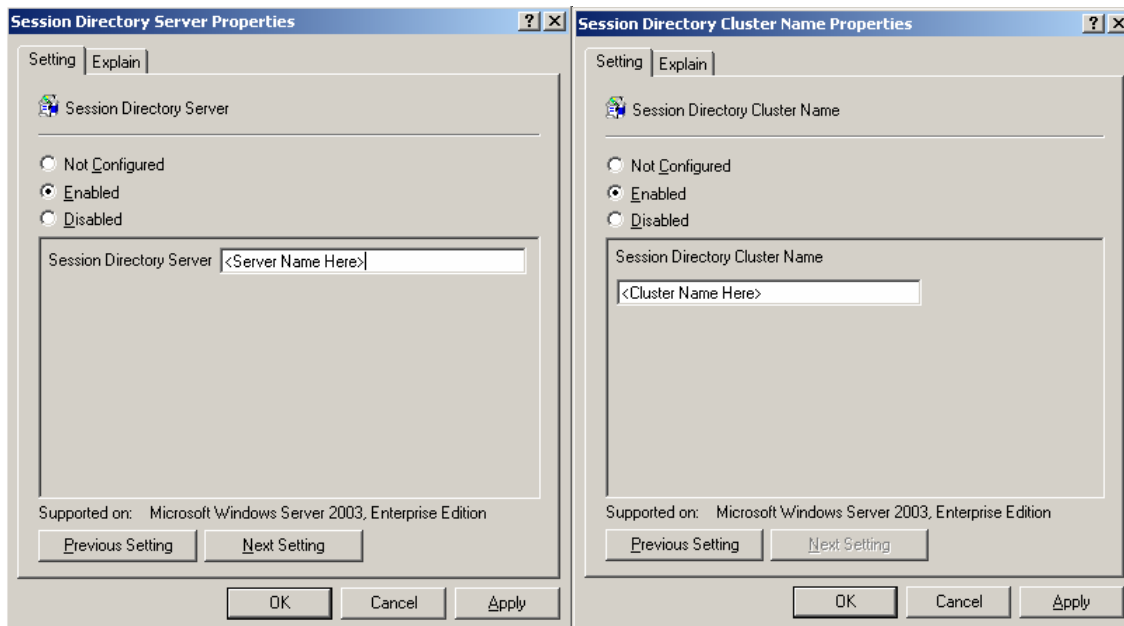 Session Directory Server Properties
Setting
Explain
Session Directory Server
Not Configured
Enabled
Disabled
Session Directory Server <Server Name Here>
Supported on: Microsoft Windows Server 2003, Enterprise Edition
Previous Setting
Next Setting
OK
Cancel
Apply
Session Directory Cluster Name Properties
Setting
Explain
Session Directory Cluster Name
Not Configured
Enabled
Disabled
Session Directory Cluster Name
<Cluster Name Here>
Supported on: Microsoft Windows Server 2003, Enterprise Edition
Previous Setting
Next Setting
OK
Cancel
Apply